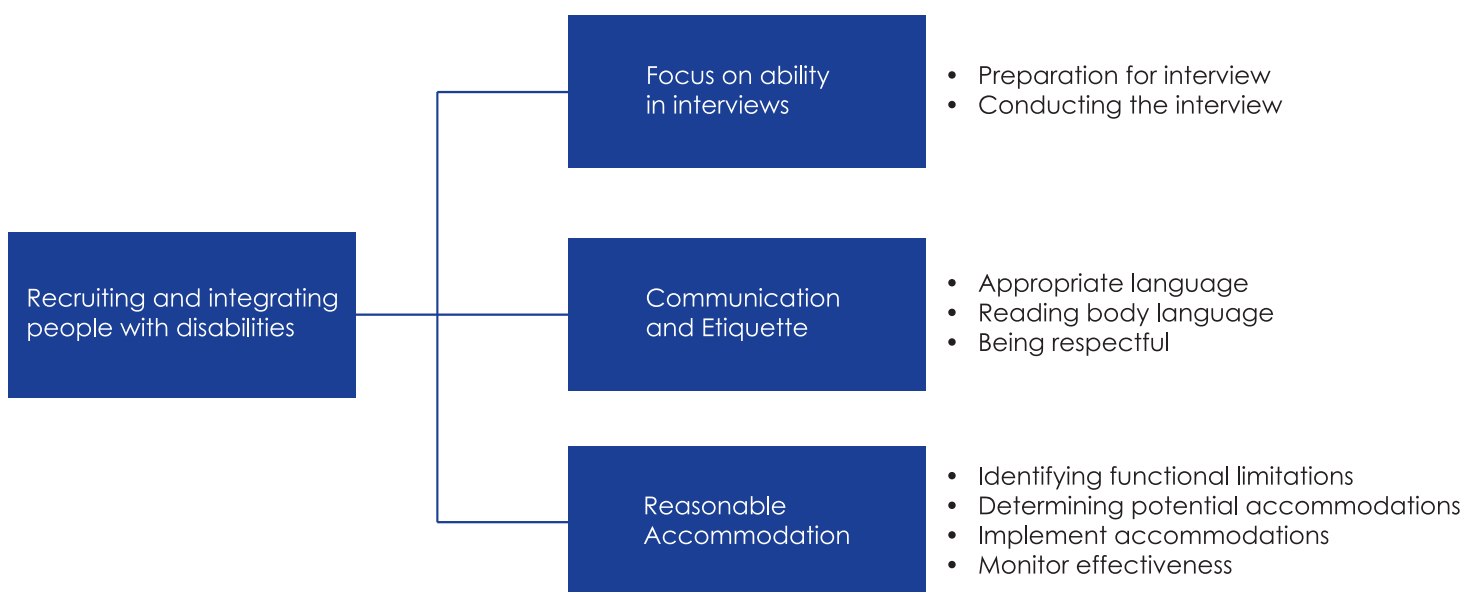 Recruiting and integrating
people with disabilities
Focus on ability
in interviews
• Preparation for interview
• Conducting the interview
Communication
and Etiquette
• Appropriate language
• Reading body language
• Being respectful
Reasonable
Accommodation
• Identifying functional limitations
• Determining potential accommodations
• Implement accommodations
• Monitor effectiveness